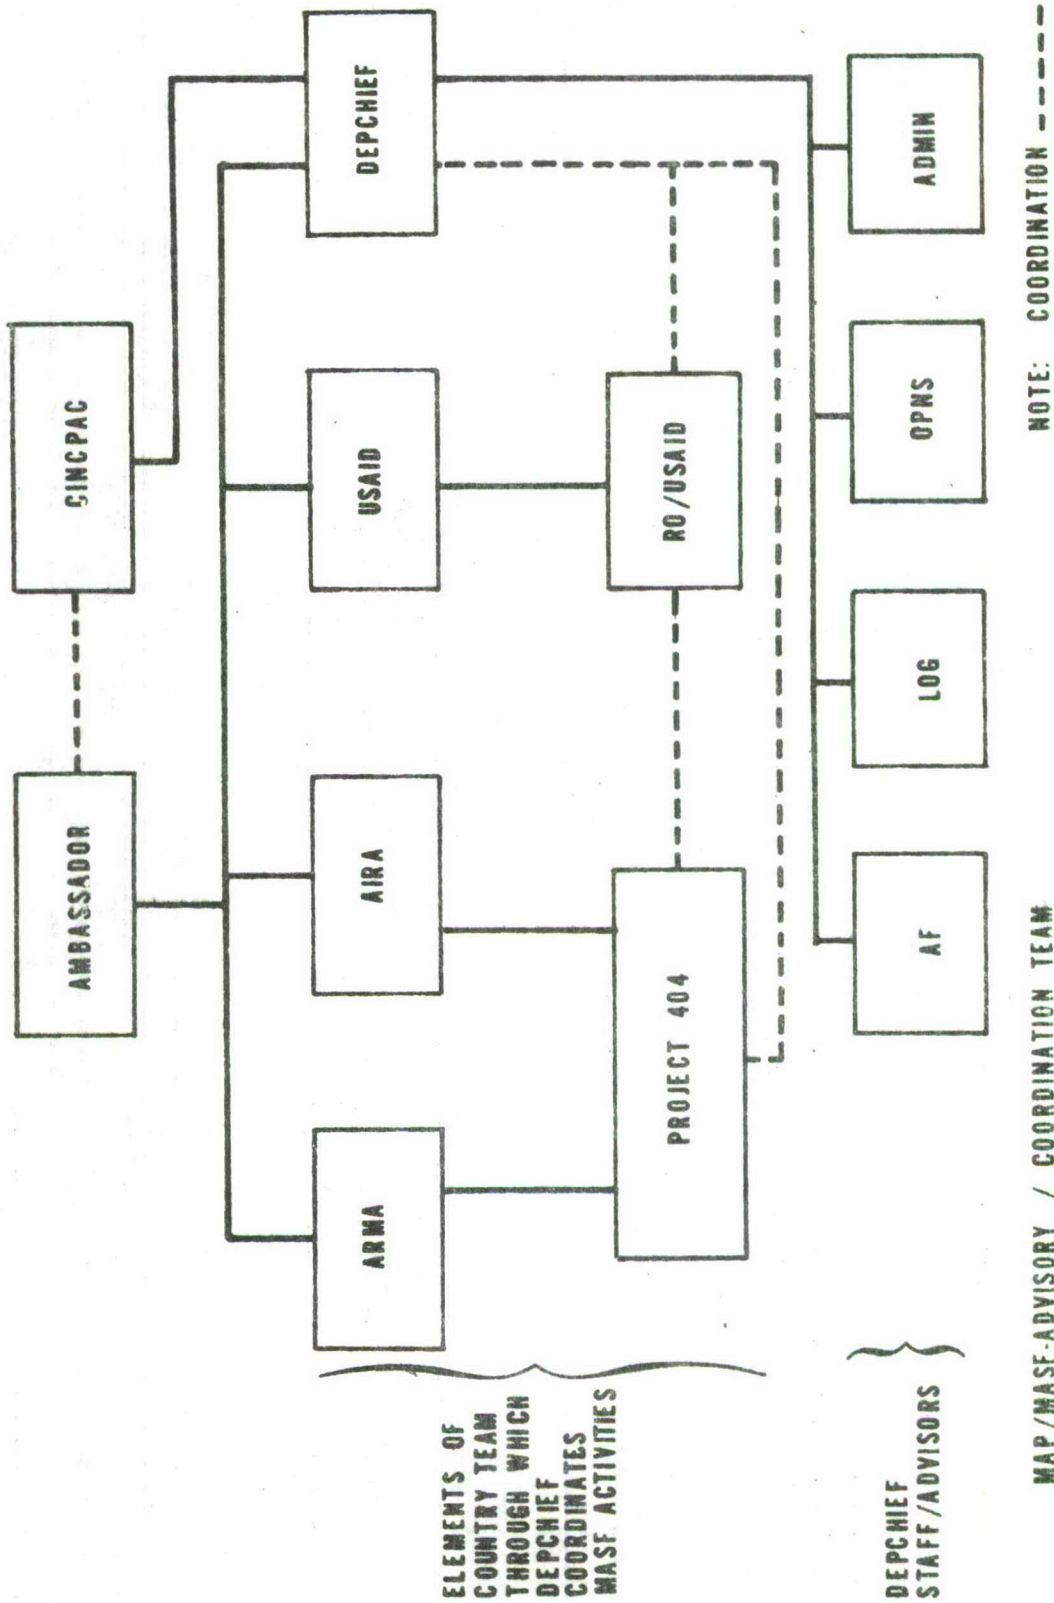 AMBASSADOR
CINCPAC
ARMA
AIRA
USAID
DEPCHIEF
PROJECT 404
RO/USAID
AF
LOG
OPNS
ADMIN
ELEMENTS OF
COUNTRY TEAM
THROUGH WHICH
DEPCHIEF
COORDINATES
MASF ACTIVITIES
DEPCHIEF
STAFF/ADVISORS
MAP/MASF-ADVISORY / COORDINATION TEAM
NOTE: COORDINATION ----